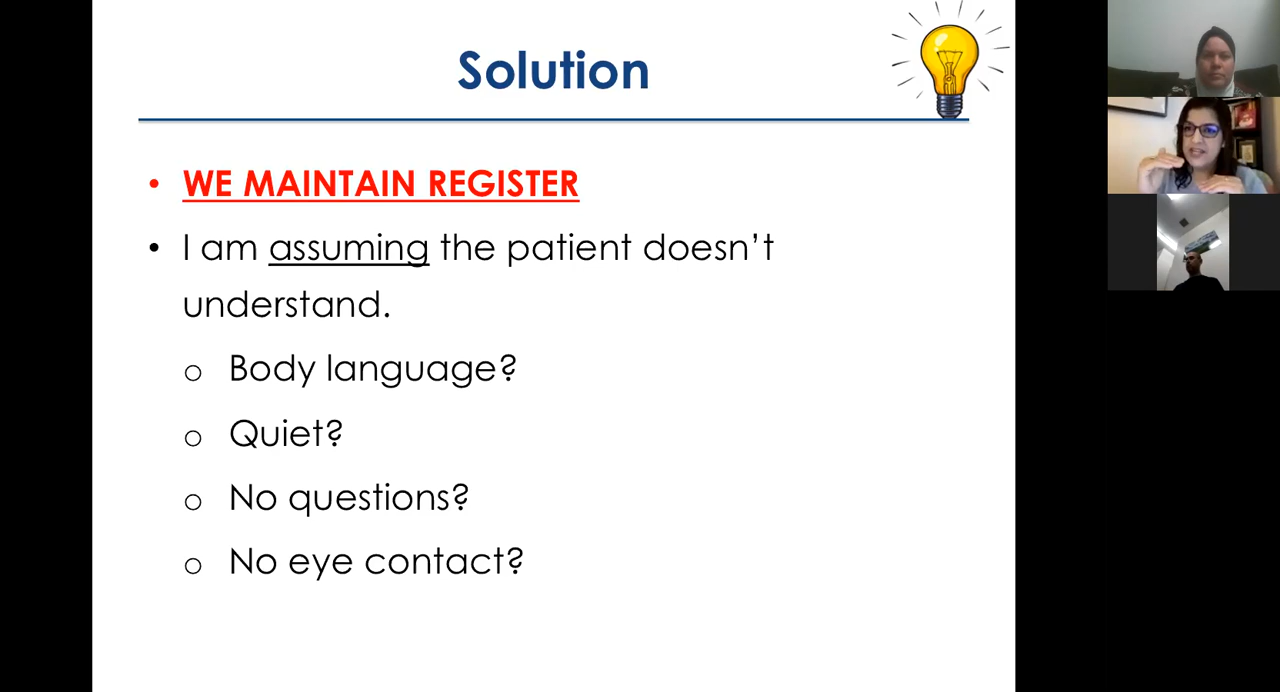 Solution
• WE MAINTAIN REGISTER
• I am assuming the patient doesn’t
understand.
o Body language?
o Quiet?
o No questions?
o No eye contact?